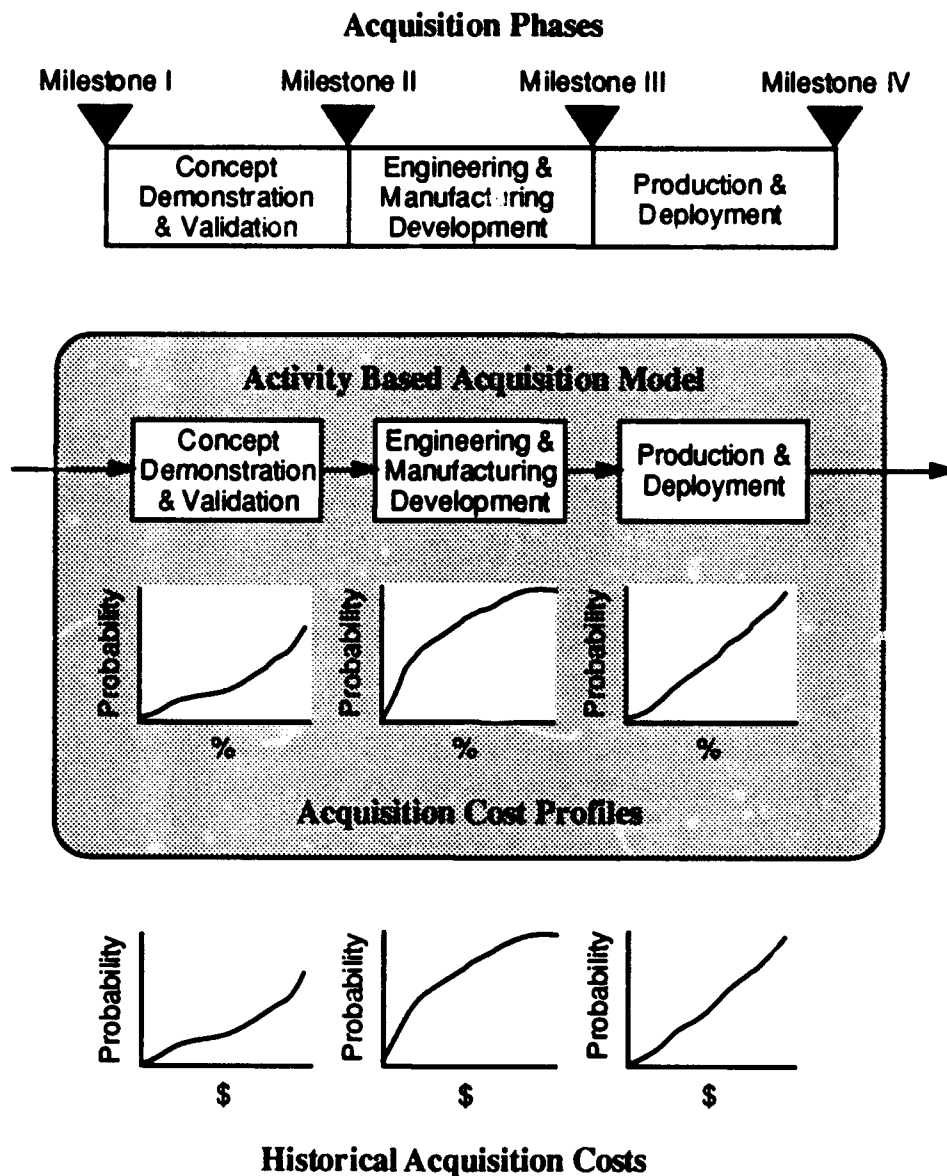 Acquisition Phases
Milestone I Milestone II Milestone III Milestone IV
Concept
Demonstration
& Validation
Engineering &
Manufacturing
Development
Production &
Deployment
Activity Based Acquisition Model
Concept
Demonstration
& Validation
Engineering &
Manufacturing
Development
Production &
Deployment
Probability
%
Probability
%
Probability
%
Acquisition Cost Profiles
Probability
$
Probability
$
Probability
$
Historical Acquisition Costs